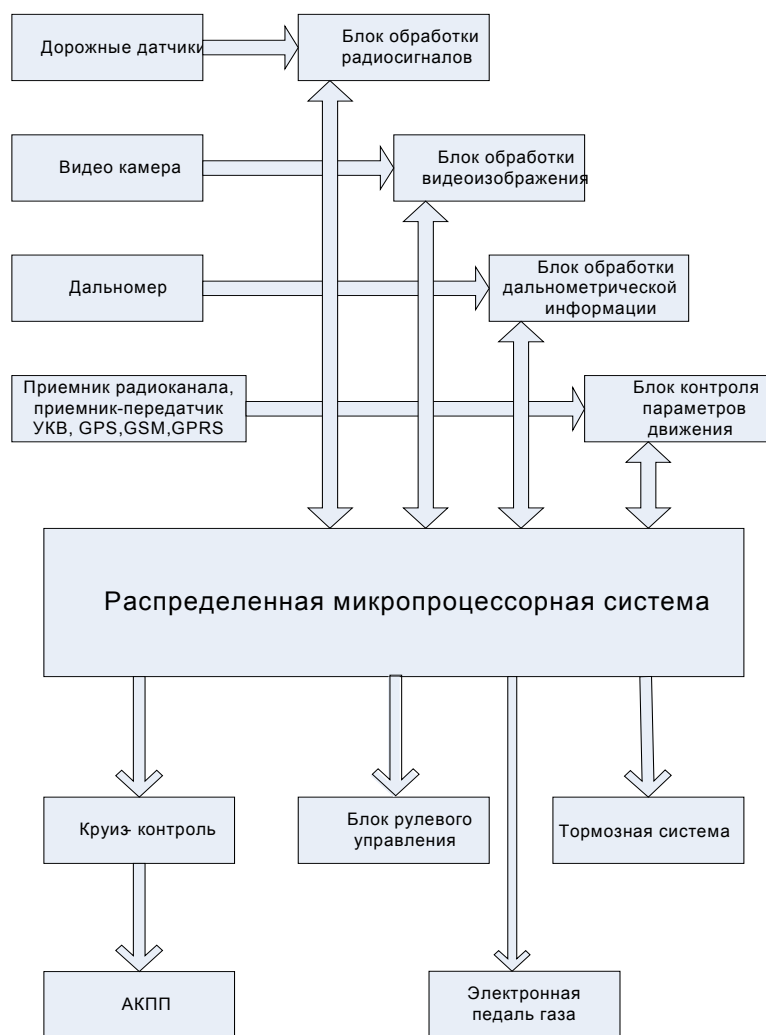 Дорожные датчики
Блок обработки
радиосигналов
Видео камера
Блок обработки
видеоизображения
Дальномер
Блок обработки
дальнометрической
информации
Приемник радиоканала,
приемник-передатчик
УКВ, GPS,GSM,GPRS
Блок контроля
параметров
движения
Распределенная микропроцессорная система
Круиз- контроль
Блок рулевого
управления
Тормозная система
АКПП
Электронная
педаль газа